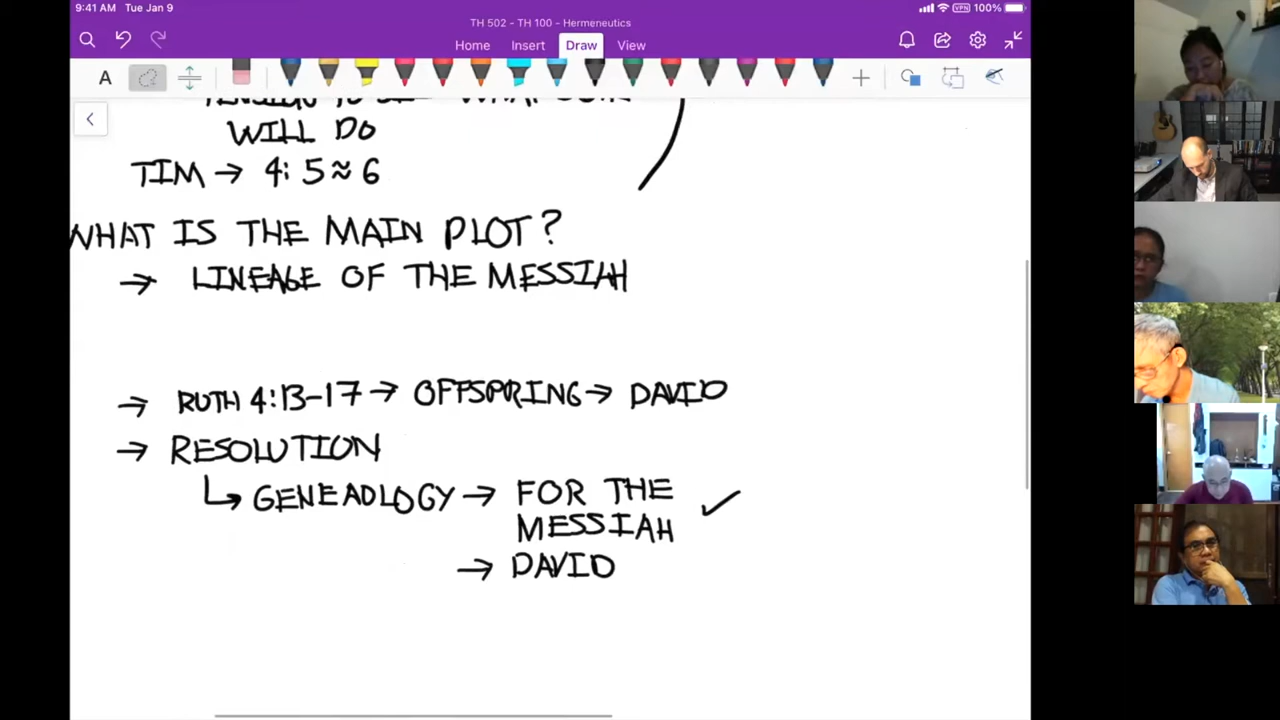 9:41 AM Tue Jan 9
VPN 100%
TH 502 - TH 100 - Hermeneutics
Home Insert Draw View
A
WILL DO
TIM → 4: 5 ≈ 6
WHAT IS THE MAIN PLOT?
→ LINEAGE OF THE MESSIAH
→ RUTH 4:13-17 → OFFSPRING → DAVID
→ RESOLUTION
↳ GENEADLOGY → FOR THE ✓
MESSIAH
→ DAVID